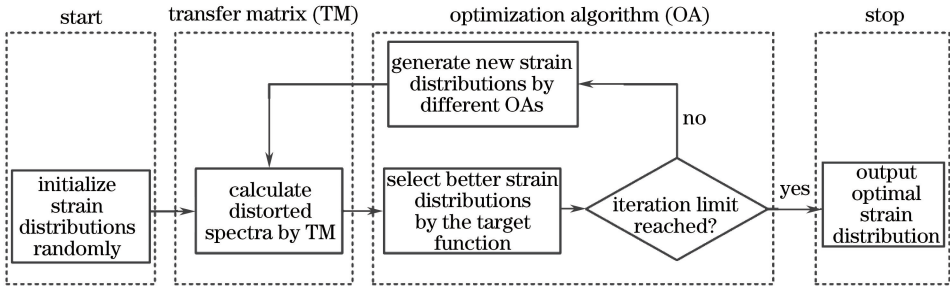 start
transfer matrix (TM)
optimization algorithm (OA)
stop
generate new strain
distributions by
different OAs
no
initialize
strain
distributions
randomly
calculate
distorted
spectra by TM
select better strain
distributions
by the target
function
iteration limit
reached?
yes
output
optimal
strain
distribution